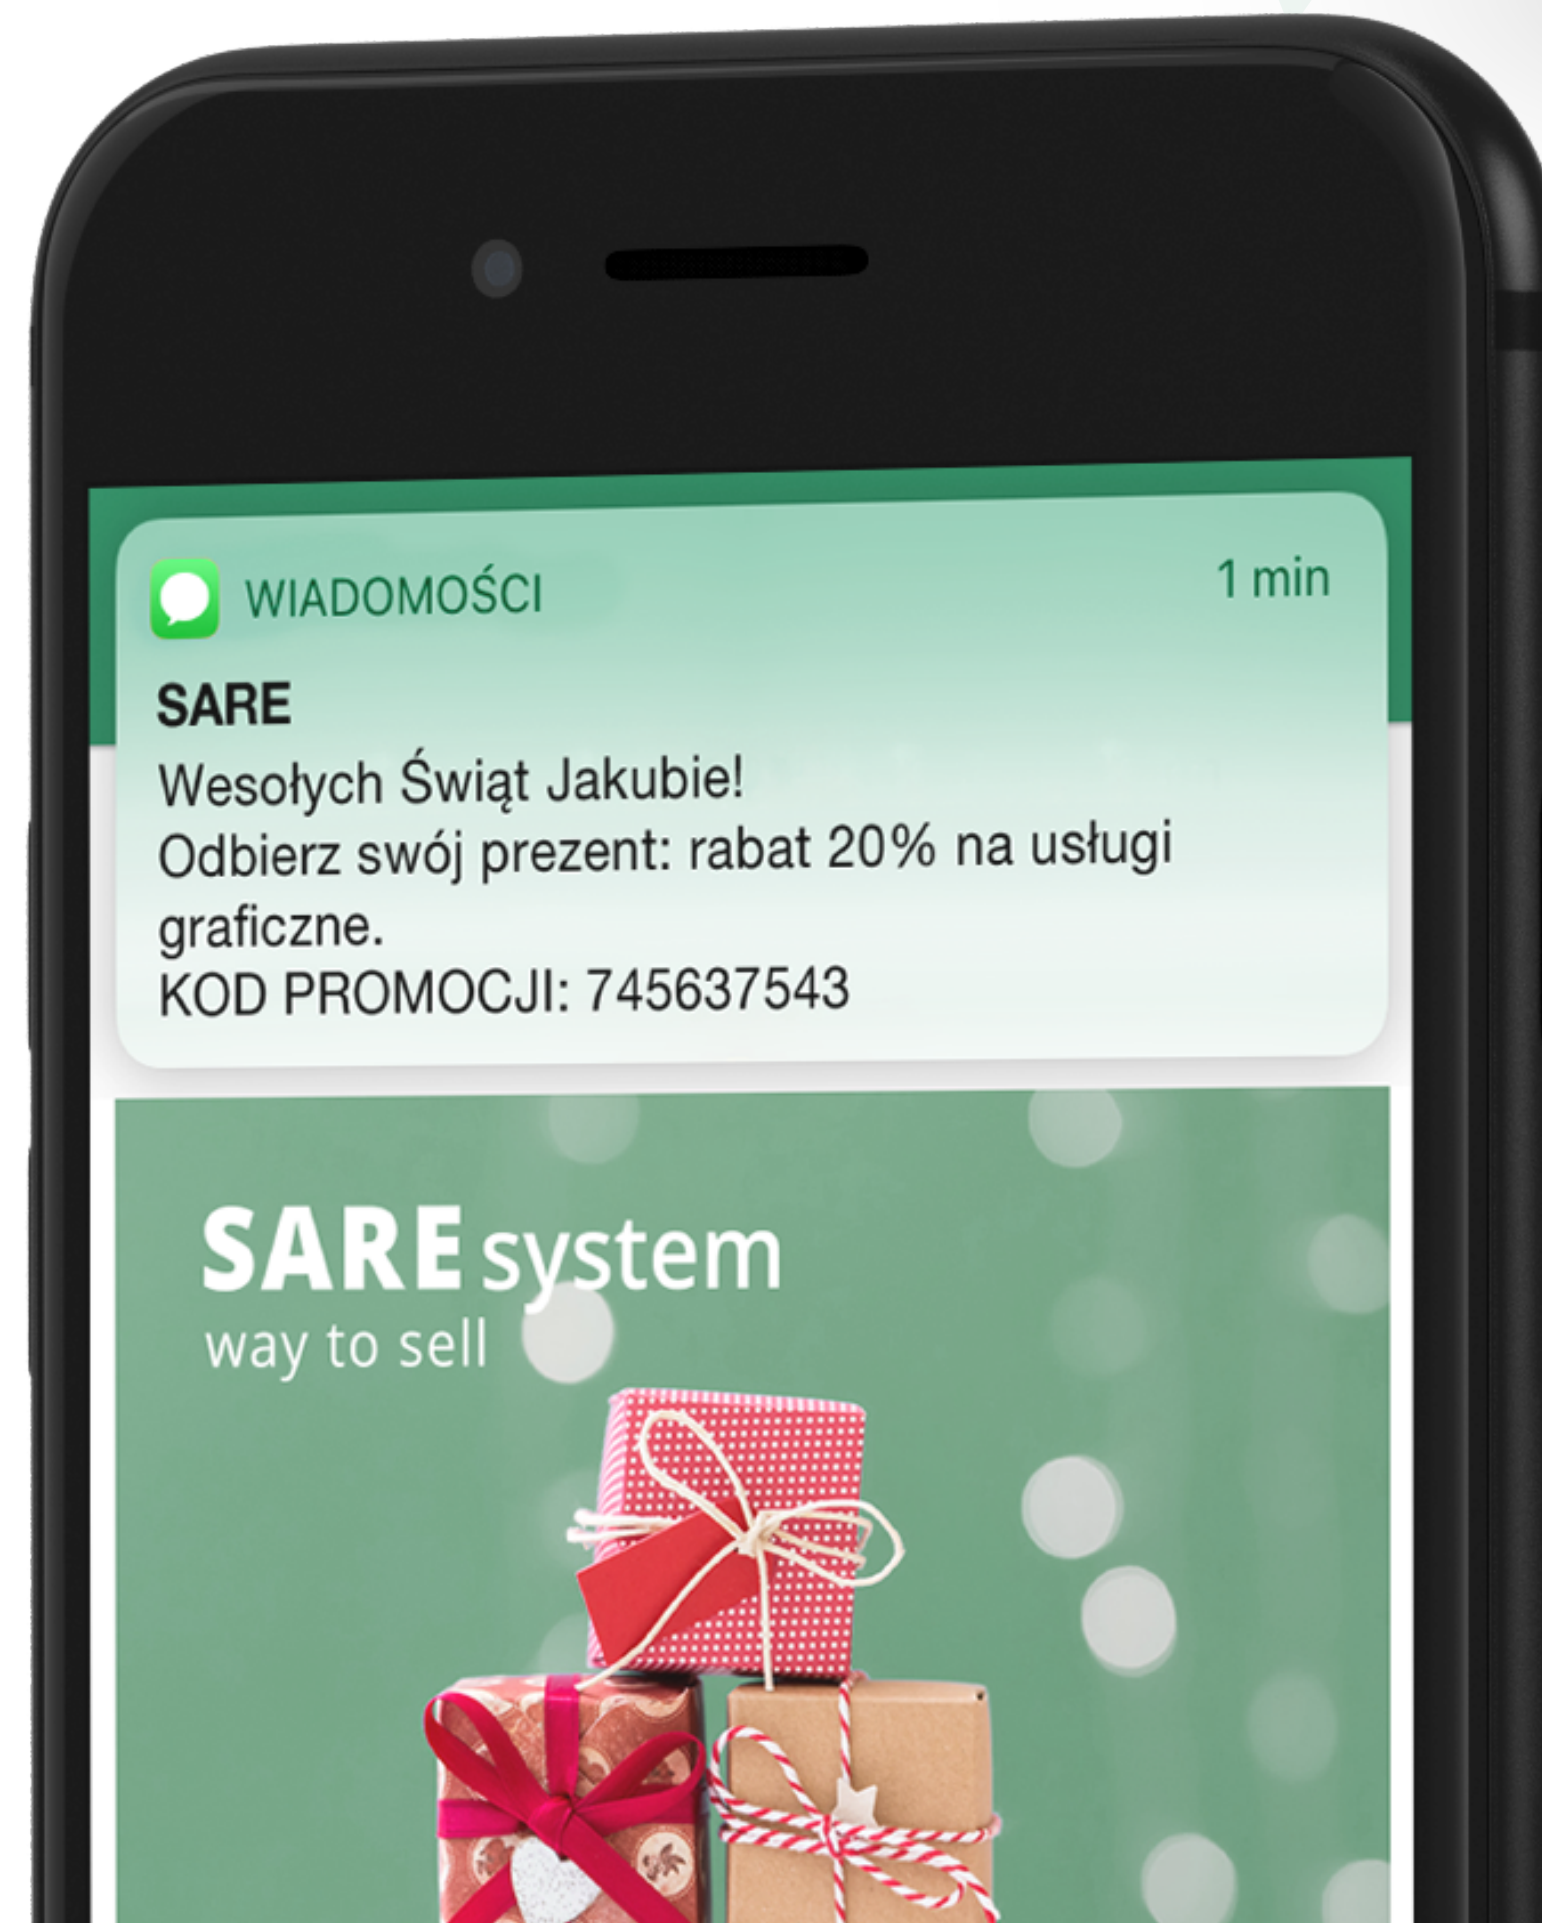 WIADOMOŚCI 1 min
SARE
Wesołych Świąt Jakubie!
Odbierz swój prezent: rabat 20% na usługi
graficzne.
KOD PROMOCJI: 745637543
SARE system
way to sell